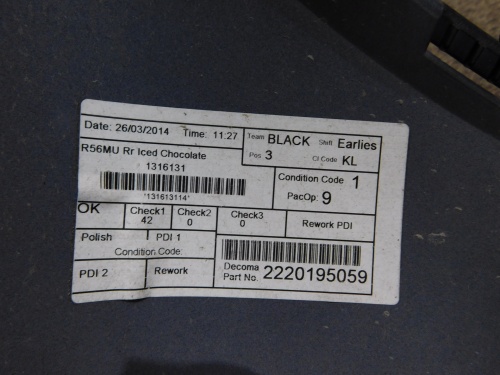 Date: 26/03/2014 Time: 11:27
Team BLACK Shift Earlies
Pos 3 Cl Code KL
R56MU Rr Iced Chocolate
1316131
*131613114*
Condition Code 1
PacOp: 9
OK Check1 42 Check2 0 Check3 0 Rework PDI
Polish PDI 1
Condition Code
PDI 2 Rework
Decoma Part No. 2220195059